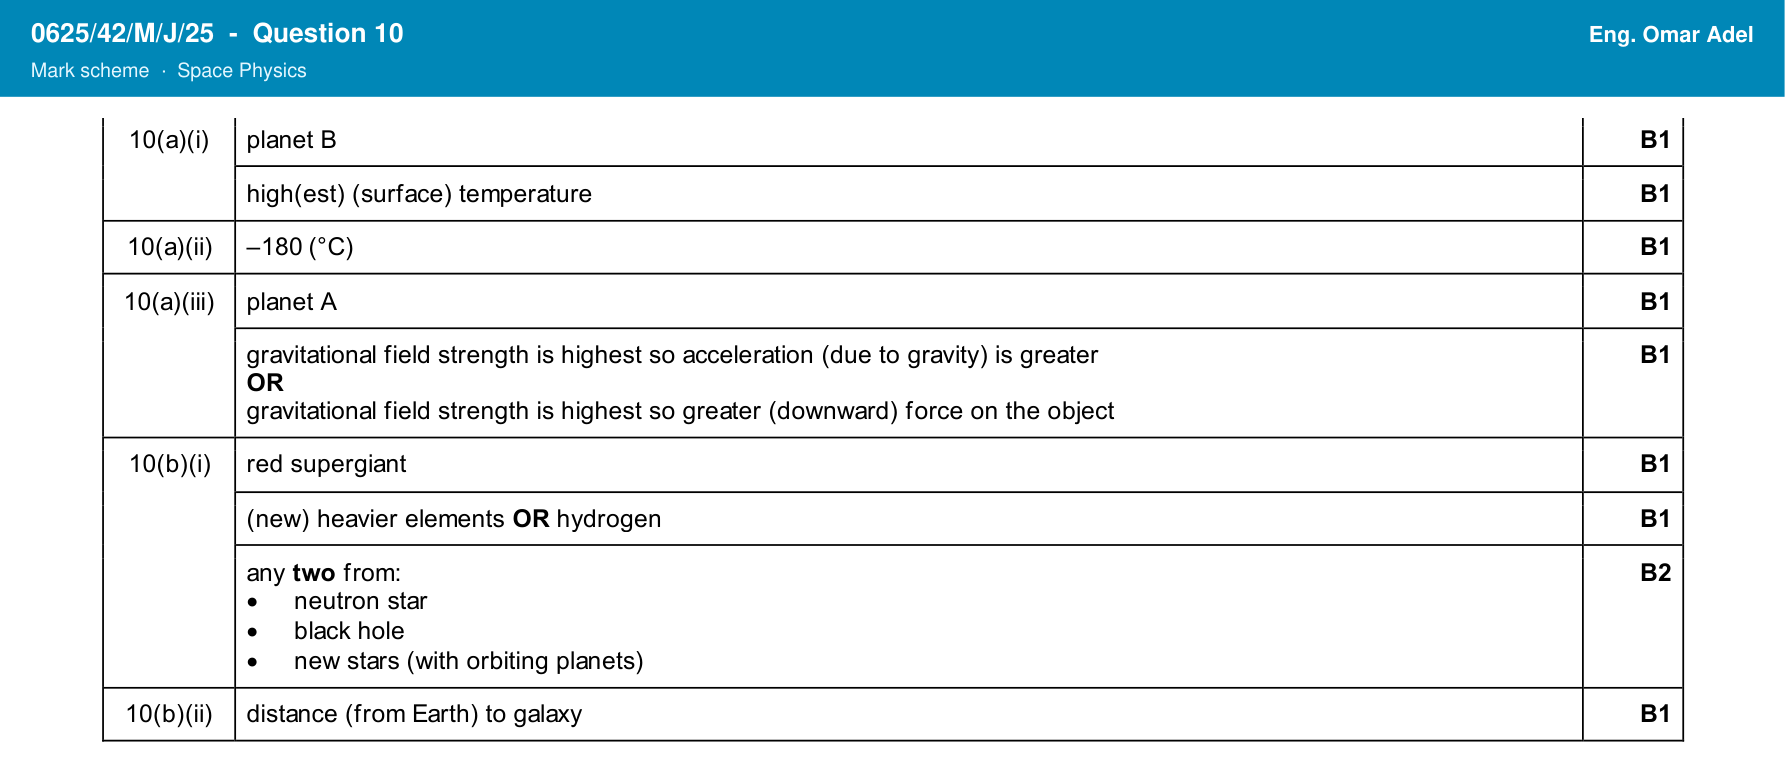 0625/42/M/J/25 - Question 10
Eng. Omar Adel
Mark scheme · Space Physics
10(a)(i) planet B B1
high(est) (surface) temperature B1
10(a)(ii) –180 (°C) B1
10(a)(iii) planet A B1
gravitational field strength is highest so acceleration (due to gravity) is greater B1
OR
gravitational field strength is highest so greater (downward) force on the object
10(b)(i) red supergiant B1
(new) heavier elements OR hydrogen B1
any two from: B2
• neutron star
• black hole
• new stars (with orbiting planets)
10(b)(ii) distance (from Earth) to galaxy B1